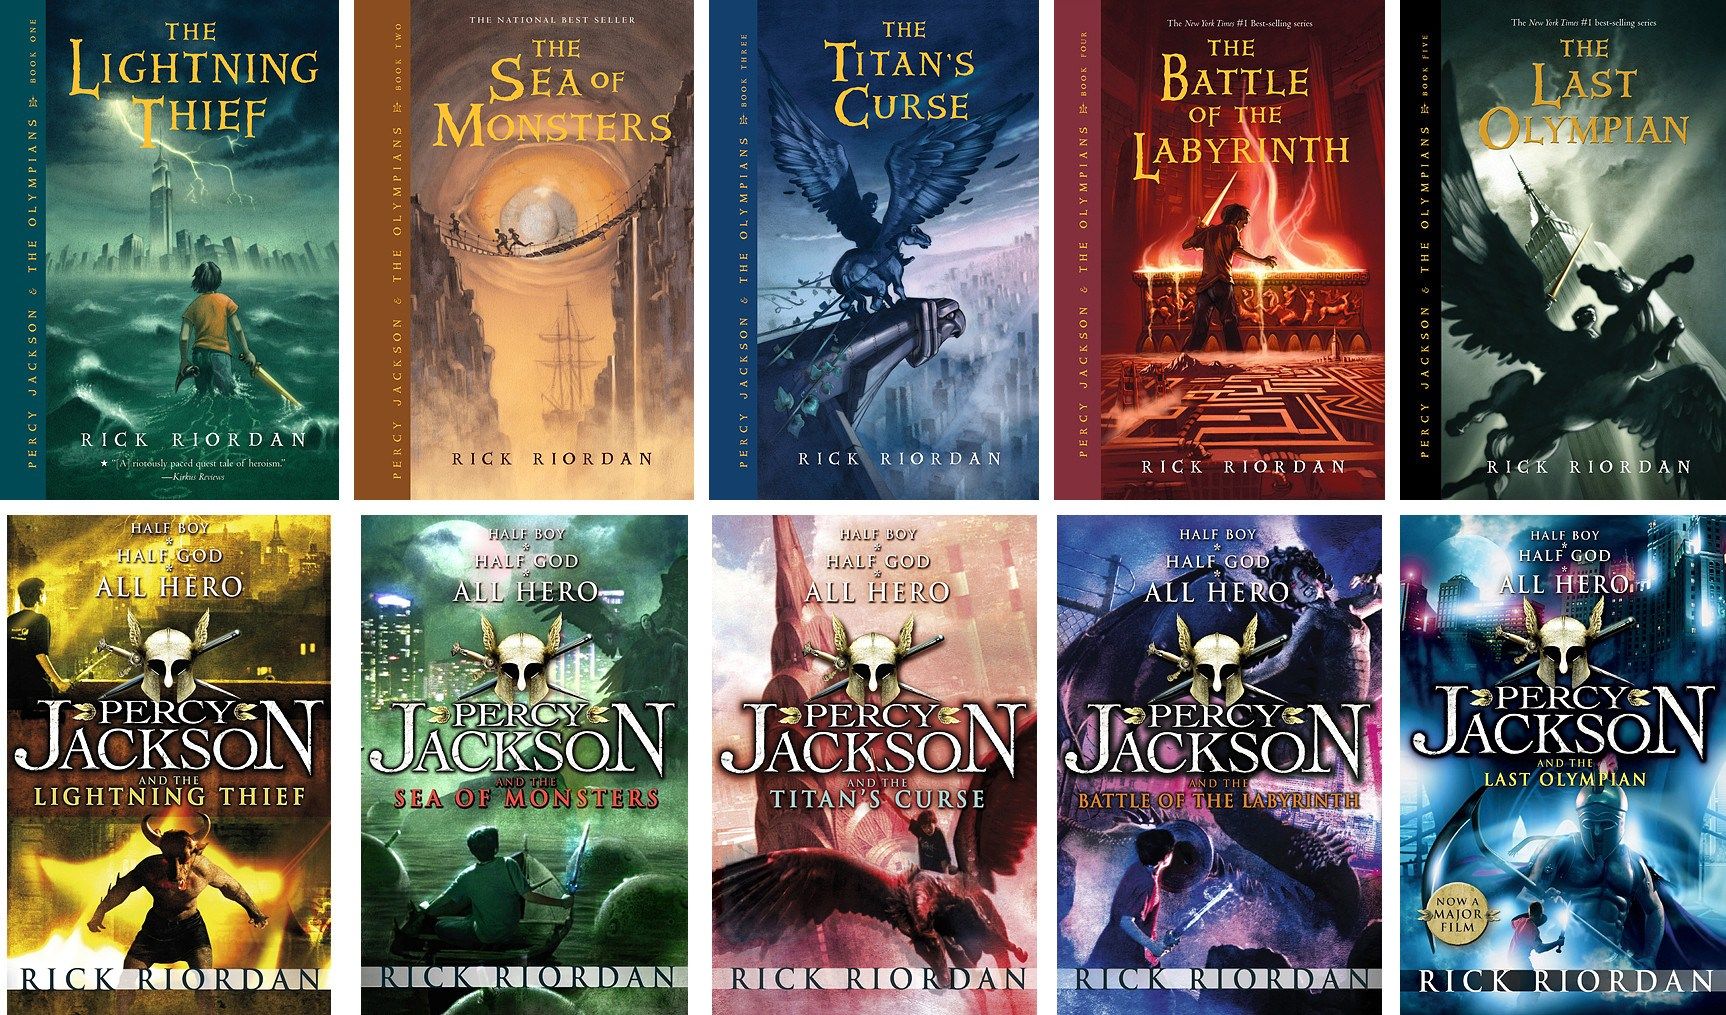 PERCY JACKSON & THE OLYMPIANS BOOK ONE
THE
LIGHTNING
THIEF
RICK RIORDAN
★ "[A] riotously paced quest tale of heroism."
—Kirkus Reviews
PERCY JACKSON & THE OLYMPIANS BOOK TWO
THE NATIONAL BEST SELLER
THE
SEA OF
MONSTERS
RICK RIORDAN
PERCY JACKSON & THE OLYMPIANS BOOK THREE
THE
TITAN'S
CURSE
RICK RIORDAN
PERCY JACKSON & THE OLYMPIANS BOOK FOUR
The New York Times #1 Best-selling series
THE
BATTLE
OF THE
LABYRINTH
RICK RIORDAN
PERCY JACKSON & THE OLYMPIANS BOOK FIVE
The New York Times #1 best-selling series
THE
LAST
OLYMPIAN
RICK RIORDAN
HALF BOY
*
HALF GOD
*
ALL HERO
PERCY
JACKSON
AND THE
LIGHTNING THIEF
RICK RIORDAN
HALF BOY
*
HALF GOD
*
ALL HERO
PERCY
JACKSON
AND THE
SEA OF MONSTERS
RICK RIORDAN
HALF BOY
*
HALF GOD
*
ALL HERO
PERCY
JACKSON
AND THE
TITAN'S CURSE
RICK RIORDAN
HALF BOY
*
HALF GOD
*
ALL HERO
PERCY
JACKSON
AND THE
BATTLE OF THE LABYRINTH
RICK RIORDAN
HALF BOY
*
HALF GOD
*
ALL HERO
PERCY
JACKSON
AND THE
LAST OLYMPIAN
NOW A
MAJOR
FILM
RICK RIORDAN